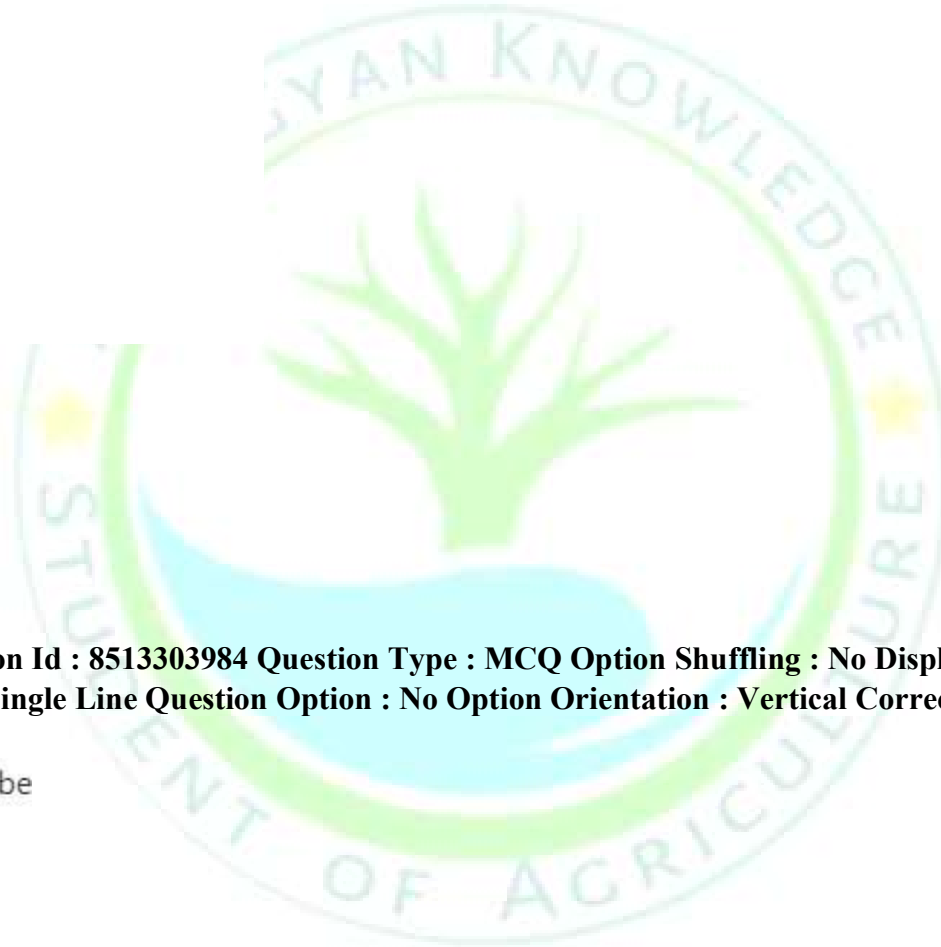 YAN KNOWLEDGE
on Id : 8513303984 Question Type : MCQ Option Shuffling : No Displ
ingle Line Question Option : No Option Orientation : Vertical Correc
be
STUDENT OF AGRICULTURE